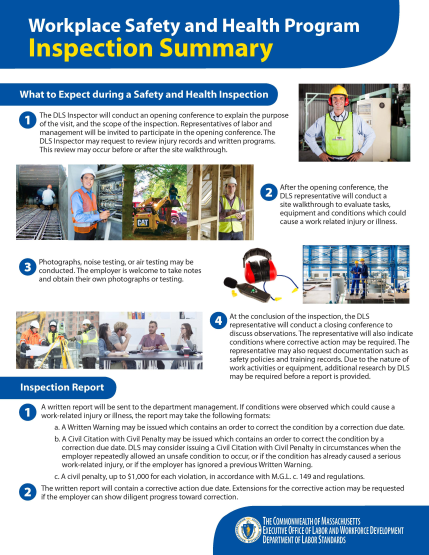 Workplace Safety and Health Program
Inspection Summary
What to Expect during a Safety and Health Inspection
1
The DLS Inspector will conduct an opening conference to explain the purpose
of the visit, and the scope of the inspection. Representatives of labor and
management will be invited to participate in the opening conference. The
DLS Inspector may request to review injury records and written programs.
This review may occur before or after the site walkthrough.
CAT
2
After the opening conference, the
DLS representative will conduct a
site walkthrough to evaluate tasks,
equipment and conditions which could
cause a work related injury or illness.
3
Photographs, noise testing, or air testing may be
conducted. The employer is welcome to take notes
and obtain their own photographs or testing.
4
At the conclusion of the inspection, the DLS
representative will conduct a closing conference to
discuss observations. The representative will also indicate
conditions where corrective action may be required. The
representative may also request documentation such as
safety policies and training records. Due to the nature of
work activities or equipment, additional research by DLS
may be required before a report is provided.
Inspection Report
1
A written report will be sent to the department management. If conditions were observed which could cause a
work-related injury or illness, the report may take the following formats:
a. A Written Warning may be issued which contains an order to correct the condition by a correction due date.
b. A Civil Citation with Civil Penalty may be issued which contains an order to correct the condition by a
correction due date. DLS may consider issuing a Civil Citation with Civil Penalty in circumstances when the
employer repeatedly allowed an unsafe condition to occur, or if the condition has already caused a serious
work-related injury, or if the employer has ignored a previous Written Warning.
c. A civil penalty, up to $1,000 for each violation, in accordance with M.G.L. c. 149 and regulations.
2
The written report will contain a corrective action due date. Extensions for the corrective action may be requested
if the employer can show diligent progress toward correction.
THE COMMONWEALTH OF MASSACHUSETTS
EXECUTIVE OFFICE OF LABOR AND WORKFORCE DEVELOPMENT
DEPARTMENT OF LABOR STANDARDS